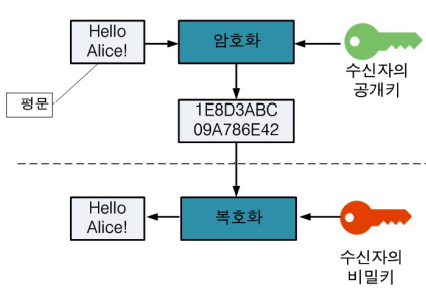 Hello
Alice!
암호화
수신자의
공개키
평문
1E8D3ABC
09A786E42
Hello
Alice!
복호화
수신자의
비밀키